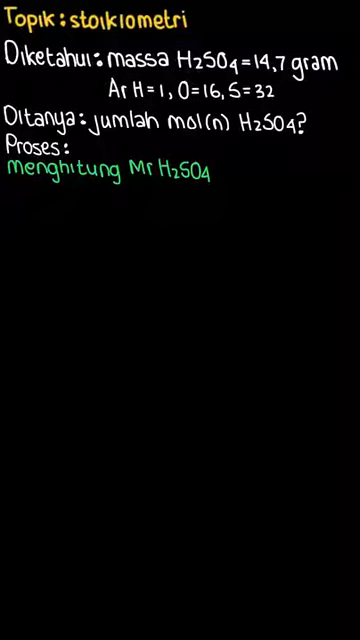 Topik: stoikiometri
Diketahui: massa H₂SO₄=14,7 gram
Ar H=1, O=16, S=32
Ditanya: jumlah mol(n) H₂SO₄?
Proses:
menghitung Mr H₂SO₄